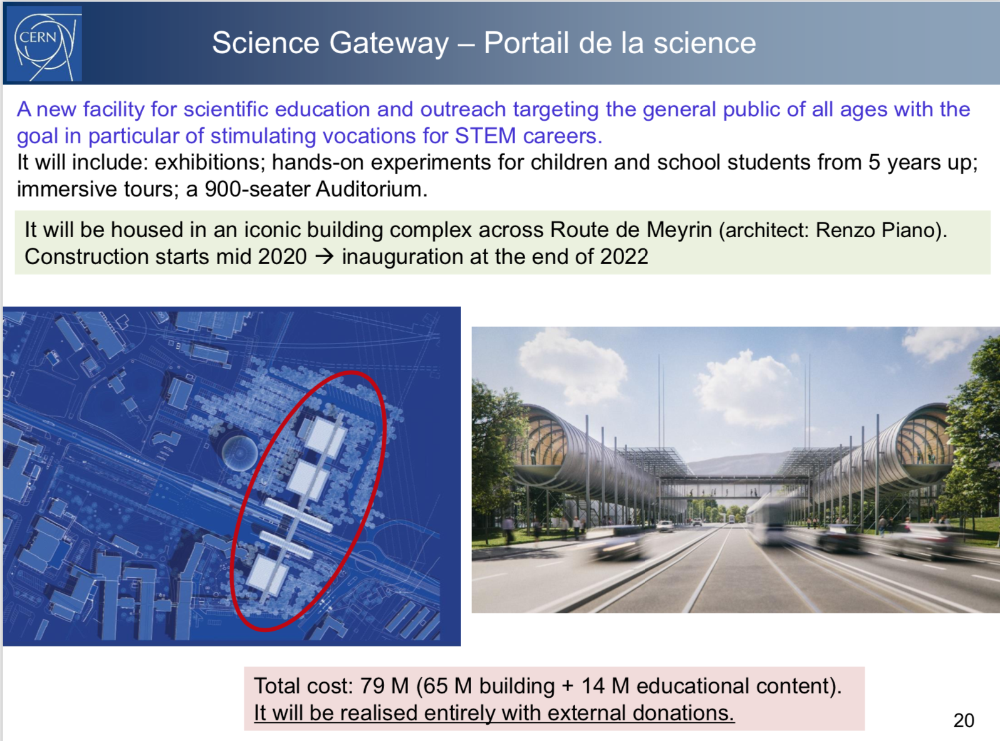 CERN
Science Gateway – Portail de la science
A new facility for scientific education and outreach targeting the general public of all ages with the
goal in particular of stimulating vocations for STEM careers.
It will include: exhibitions; hands-on experiments for children and school students from 5 years up;
immersive tours; a 900-seater Auditorium.
It will be housed in an iconic building complex across Route de Meyrin (architect: Renzo Piano).
Construction starts mid 2020 → inauguration at the end of 2022
Total cost: 79 M (65 M building + 14 M educational content).
It will be realised entirely with external donations.
20